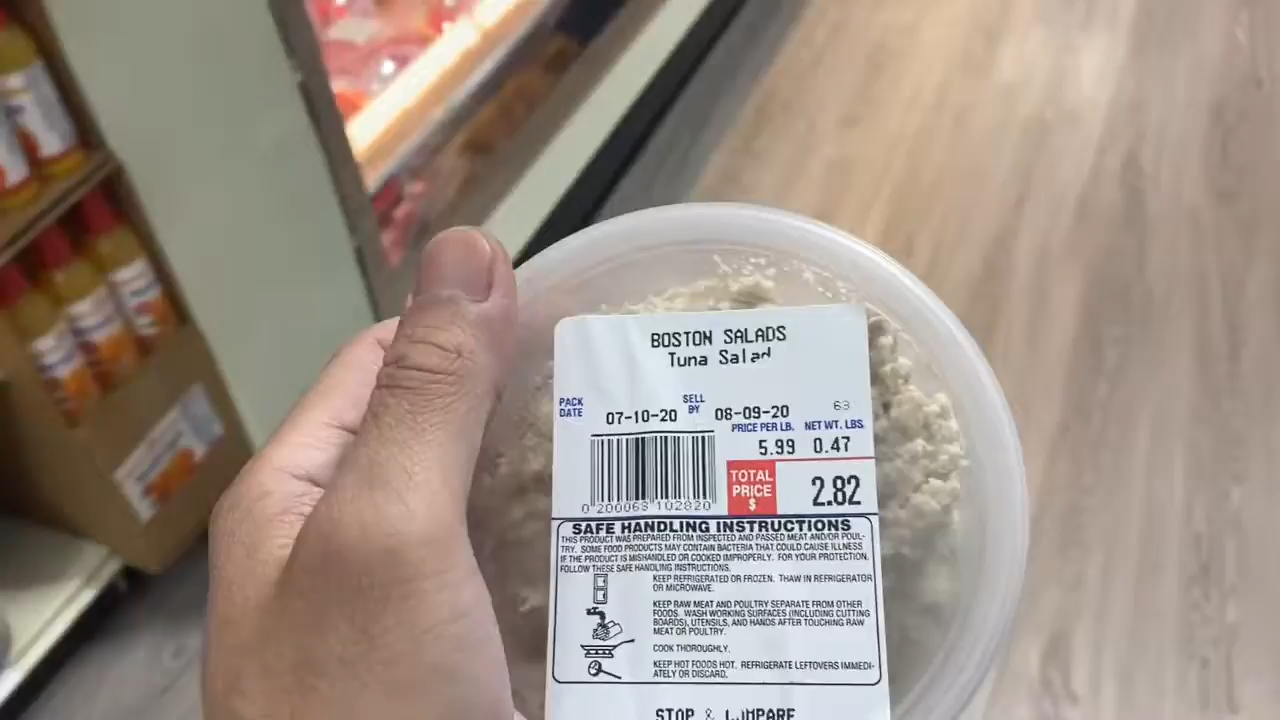 BOSTON SALADS
Tuna Salad
PACK DATE 07-10-20 SELL BY 08-09-20 63
PRICE PER LB. NET WT. LBS.
5.99 0.47
TOTAL PRICE $ 2.82
0 200063 102820
SAFE HANDLING INSTRUCTIONS
THIS PRODUCT WAS PREPARED FROM INSPECTED AND PASSED MEAT AND/OR POUL-
TRY. SOME FOOD PRODUCTS MAY CONTAIN BACTERIA THAT COULD CAUSE ILLNESS
IF THE PRODUCT IS MISHANDLED OR COOKED IMPROPERLY. FOR YOUR PROTECTION,
FOLLOW THESE SAFE HANDLING INSTRUCTIONS.
KEEP REFRIGERATED OR FROZEN. THAW IN REFRIGERATOR
OR MICROWAVE.
KEEP RAW MEAT AND POULTRY SEPARATE FROM OTHER
FOODS. WASH WORKING SURFACES (INCLUDING CUTTING
BOARDS), UTENSILS, AND HANDS AFTER TOUCHING RAW
MEAT OR POULTRY.
COOK THOROUGHLY.
KEEP HOT FOODS HOT. REFRIGERATE LEFTOVERS IMMEDI-
ATELY OR DISCARD.
STOP & COMPARE